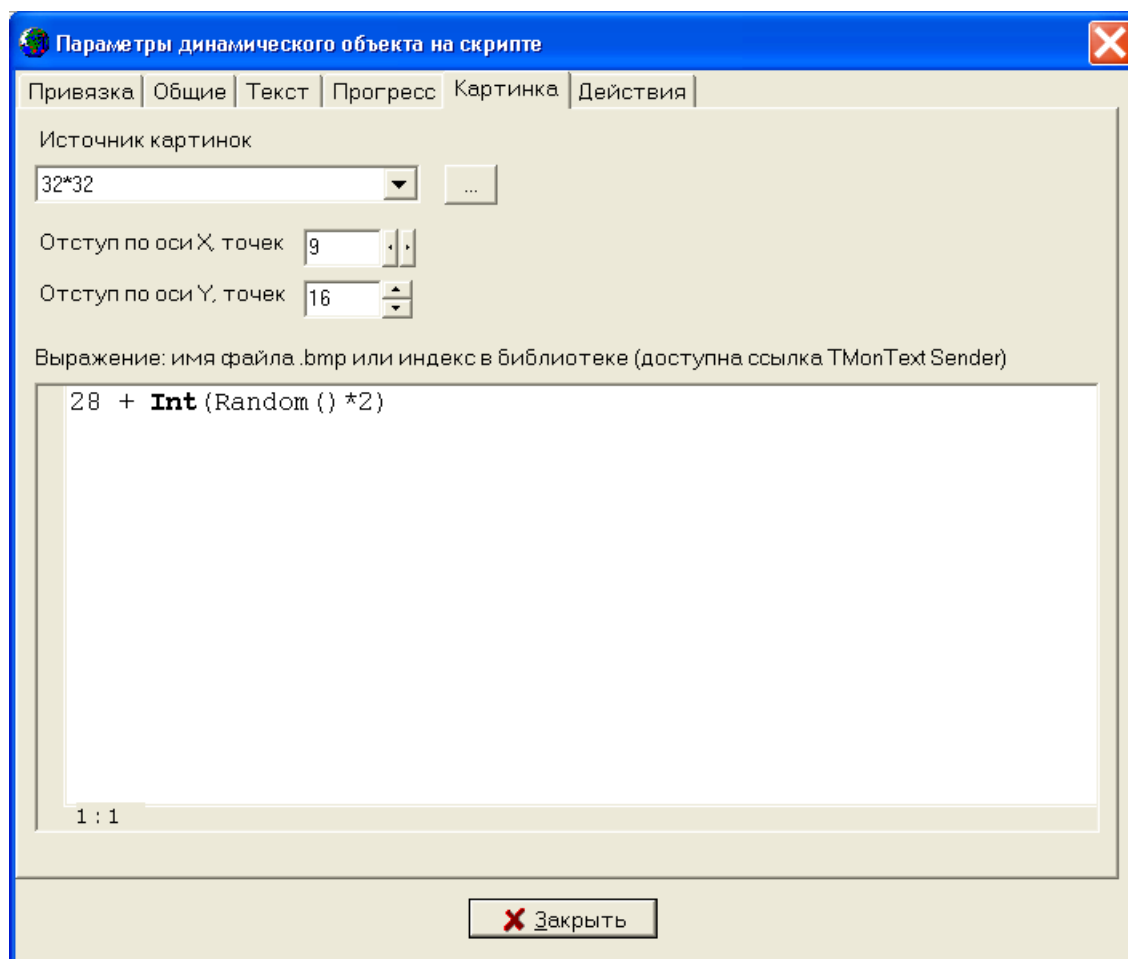 Параметры динамического объекта на скрипте
Привязка Общие Текст Прогресс Картинка Действия
Источник картинок
32*32 ...
Отступ по оси X, точек 9
Отступ по оси Y, точек 16
Выражение: имя файла .bmp или индекс в библиотеке (доступна ссылка TMonText Sender)
28 + Int(Random()*2)
1:1
Закрыть